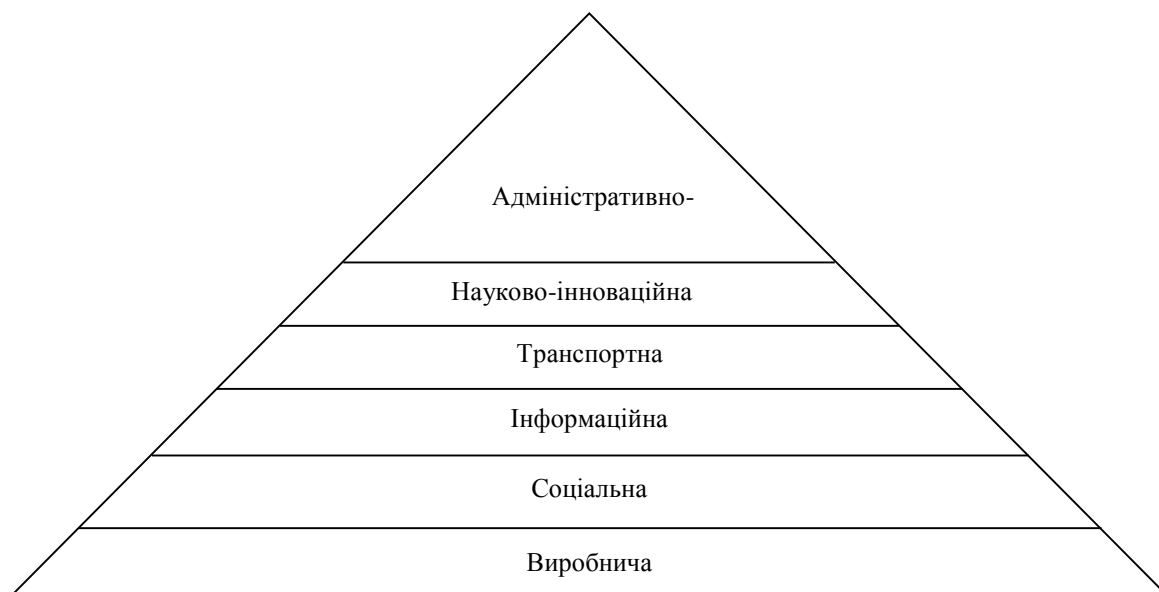 Адміністративно-
Науково-інноваційна
Транспортна
Інформаційна
Соціальна
Виробнича